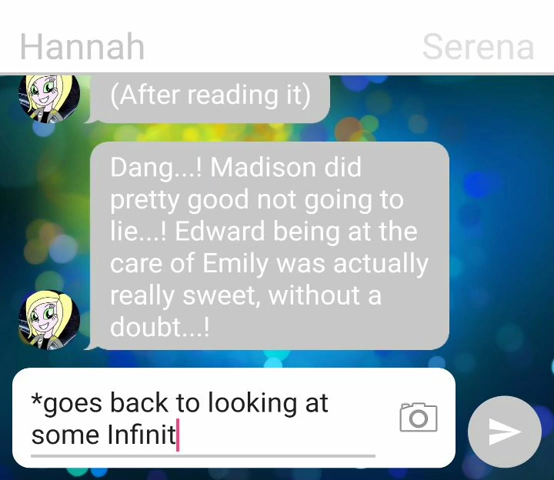 Hannah
Serena
(After reading it)
Dang...! Madison did
pretty good not going to
lie...! Edward being at the
care of Emily was actually
really sweet, without a
doubt...!
*goes back to looking at
some Infinit